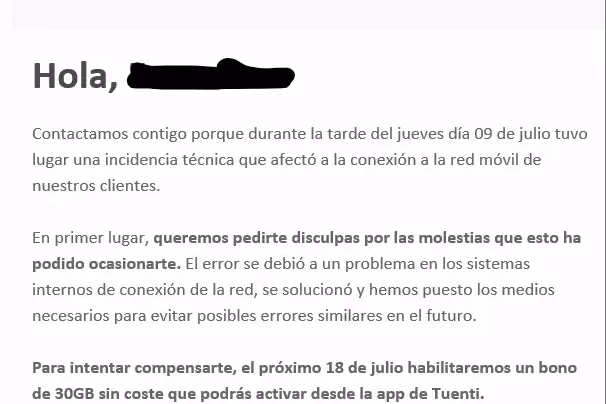 Hola,
Contactamos contigo porque durante la tarde del jueves día 09 de julio tuvo
lugar una incidencia técnica que afectó a la conexión a la red móvil de
nuestros clientes.
En primer lugar, queremos pedirte disculpas por las molestias que esto ha
podido ocasionarte. El error se debió a un problema en los sistemas
internos de conexión de la red, se solucionó y hemos puesto los medios
necesarios para evitar posibles errores similares en el futuro.
Para intentar compensarte, el próximo 18 de julio habilitaremos un bono
de 30GB sin coste que podrás activar desde la app de Tuenti.